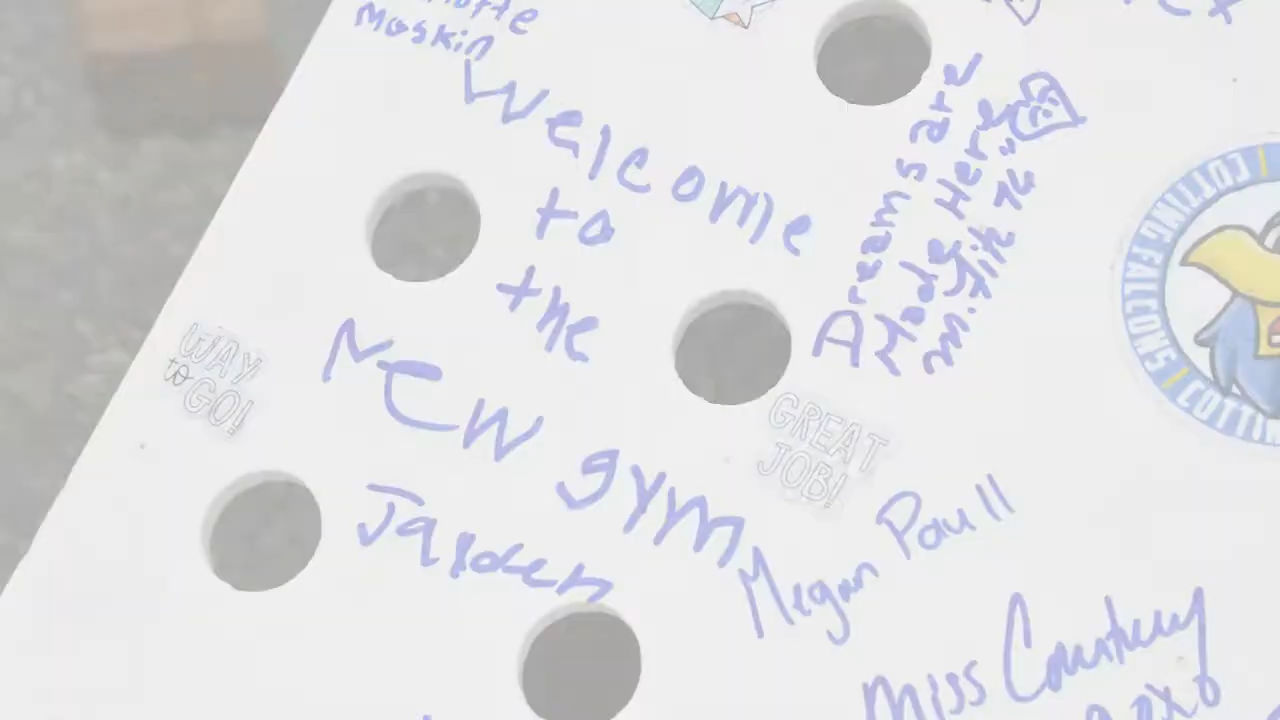 Moskin
Welcome
to
the
New gym
Jayden
Dreams are
Made Here
WAY
to GO!
GREAT
JOB!
Megan Paull
Miss Courtney
COTTING FALCONS